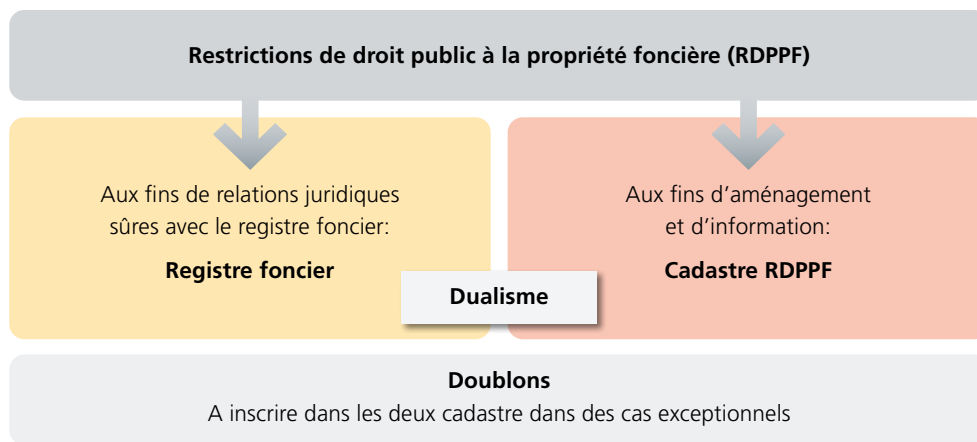 Restrictions de droit public à la propriété foncière (RDPPF)
Aux fins de relations juridiques
sûres avec le registre foncier:
Registre foncier
Aux fins d’aménagement
et d’information:
Cadastre RDPPF
Dualisme
Doublons
A inscrire dans les deux cadastre dans des cas exceptionnels